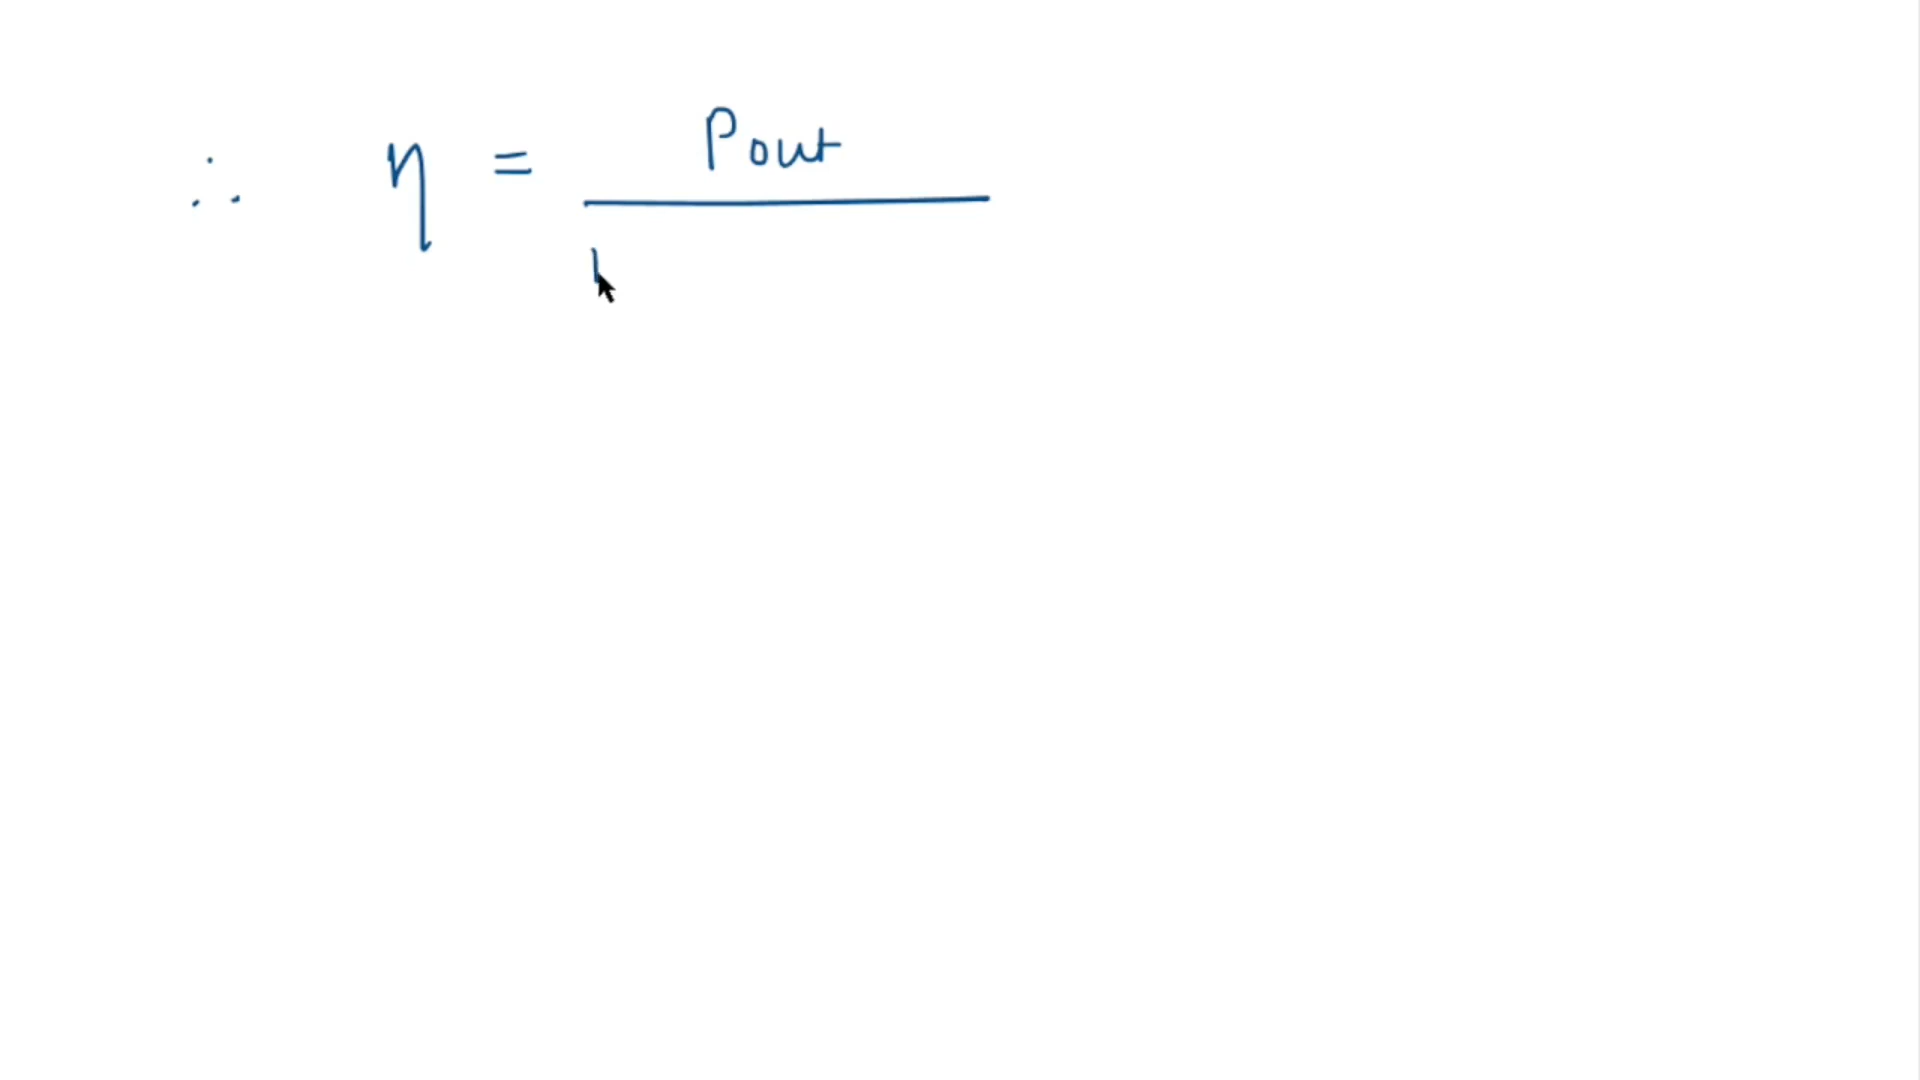 ∴ η = Pout